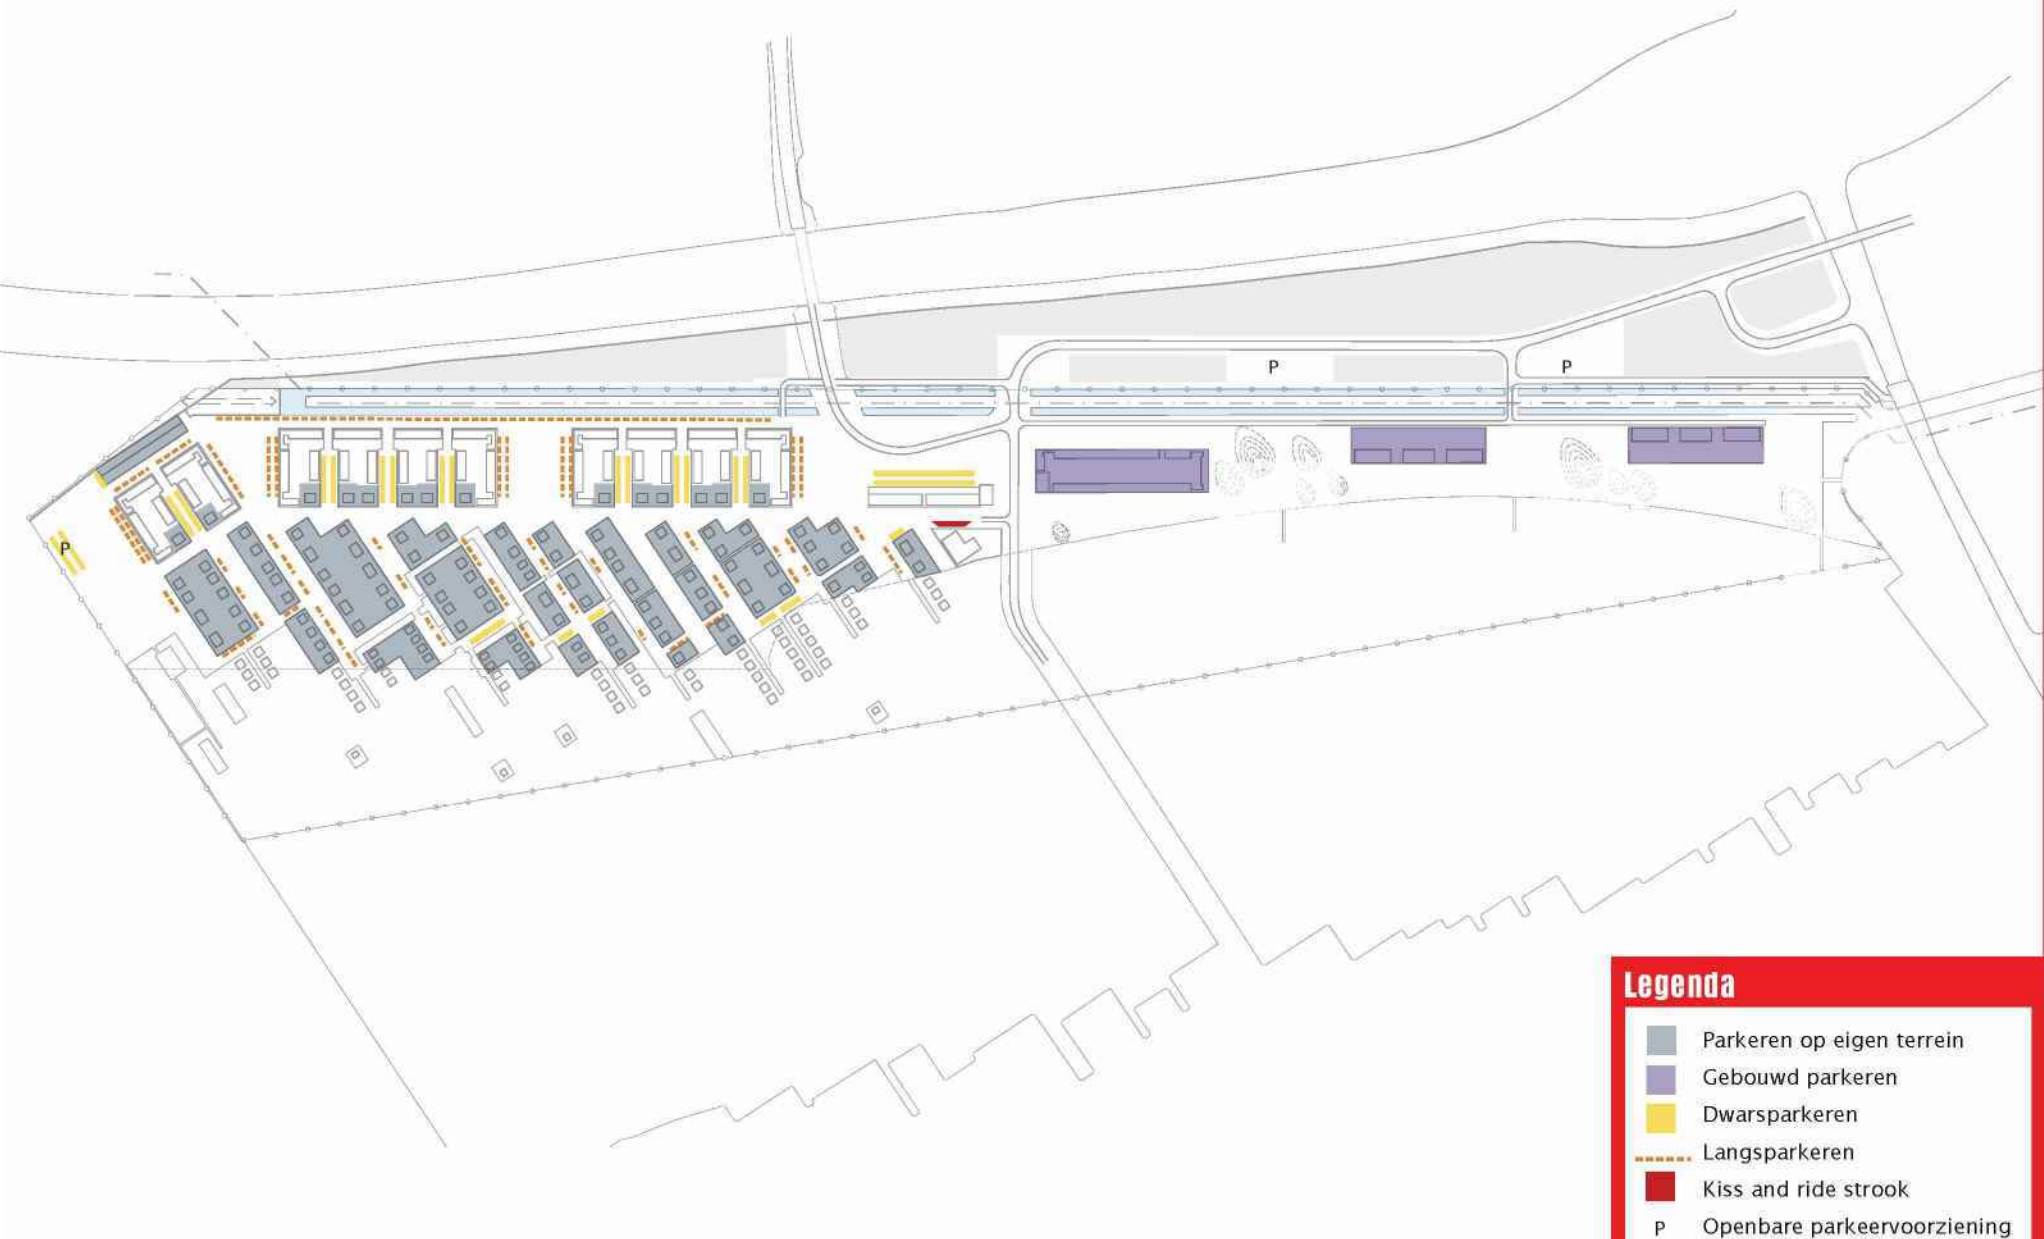 P
P
P
Legenda
Parkeren op eigen terrein
Gebouwd parkeren
Dwarsparkeren
Langsparkeren
Kiss and ride strook
P Openbare parkeervoorziening